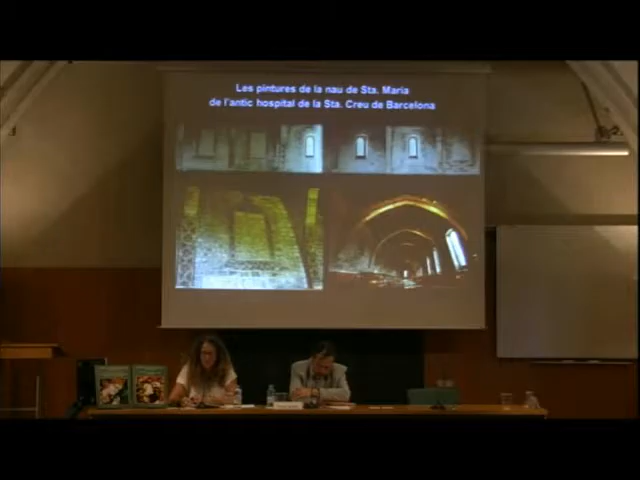 Les pintures de la nau de Sta. Maria
de l'antic hospital de la Sta. Creu de Barcelona